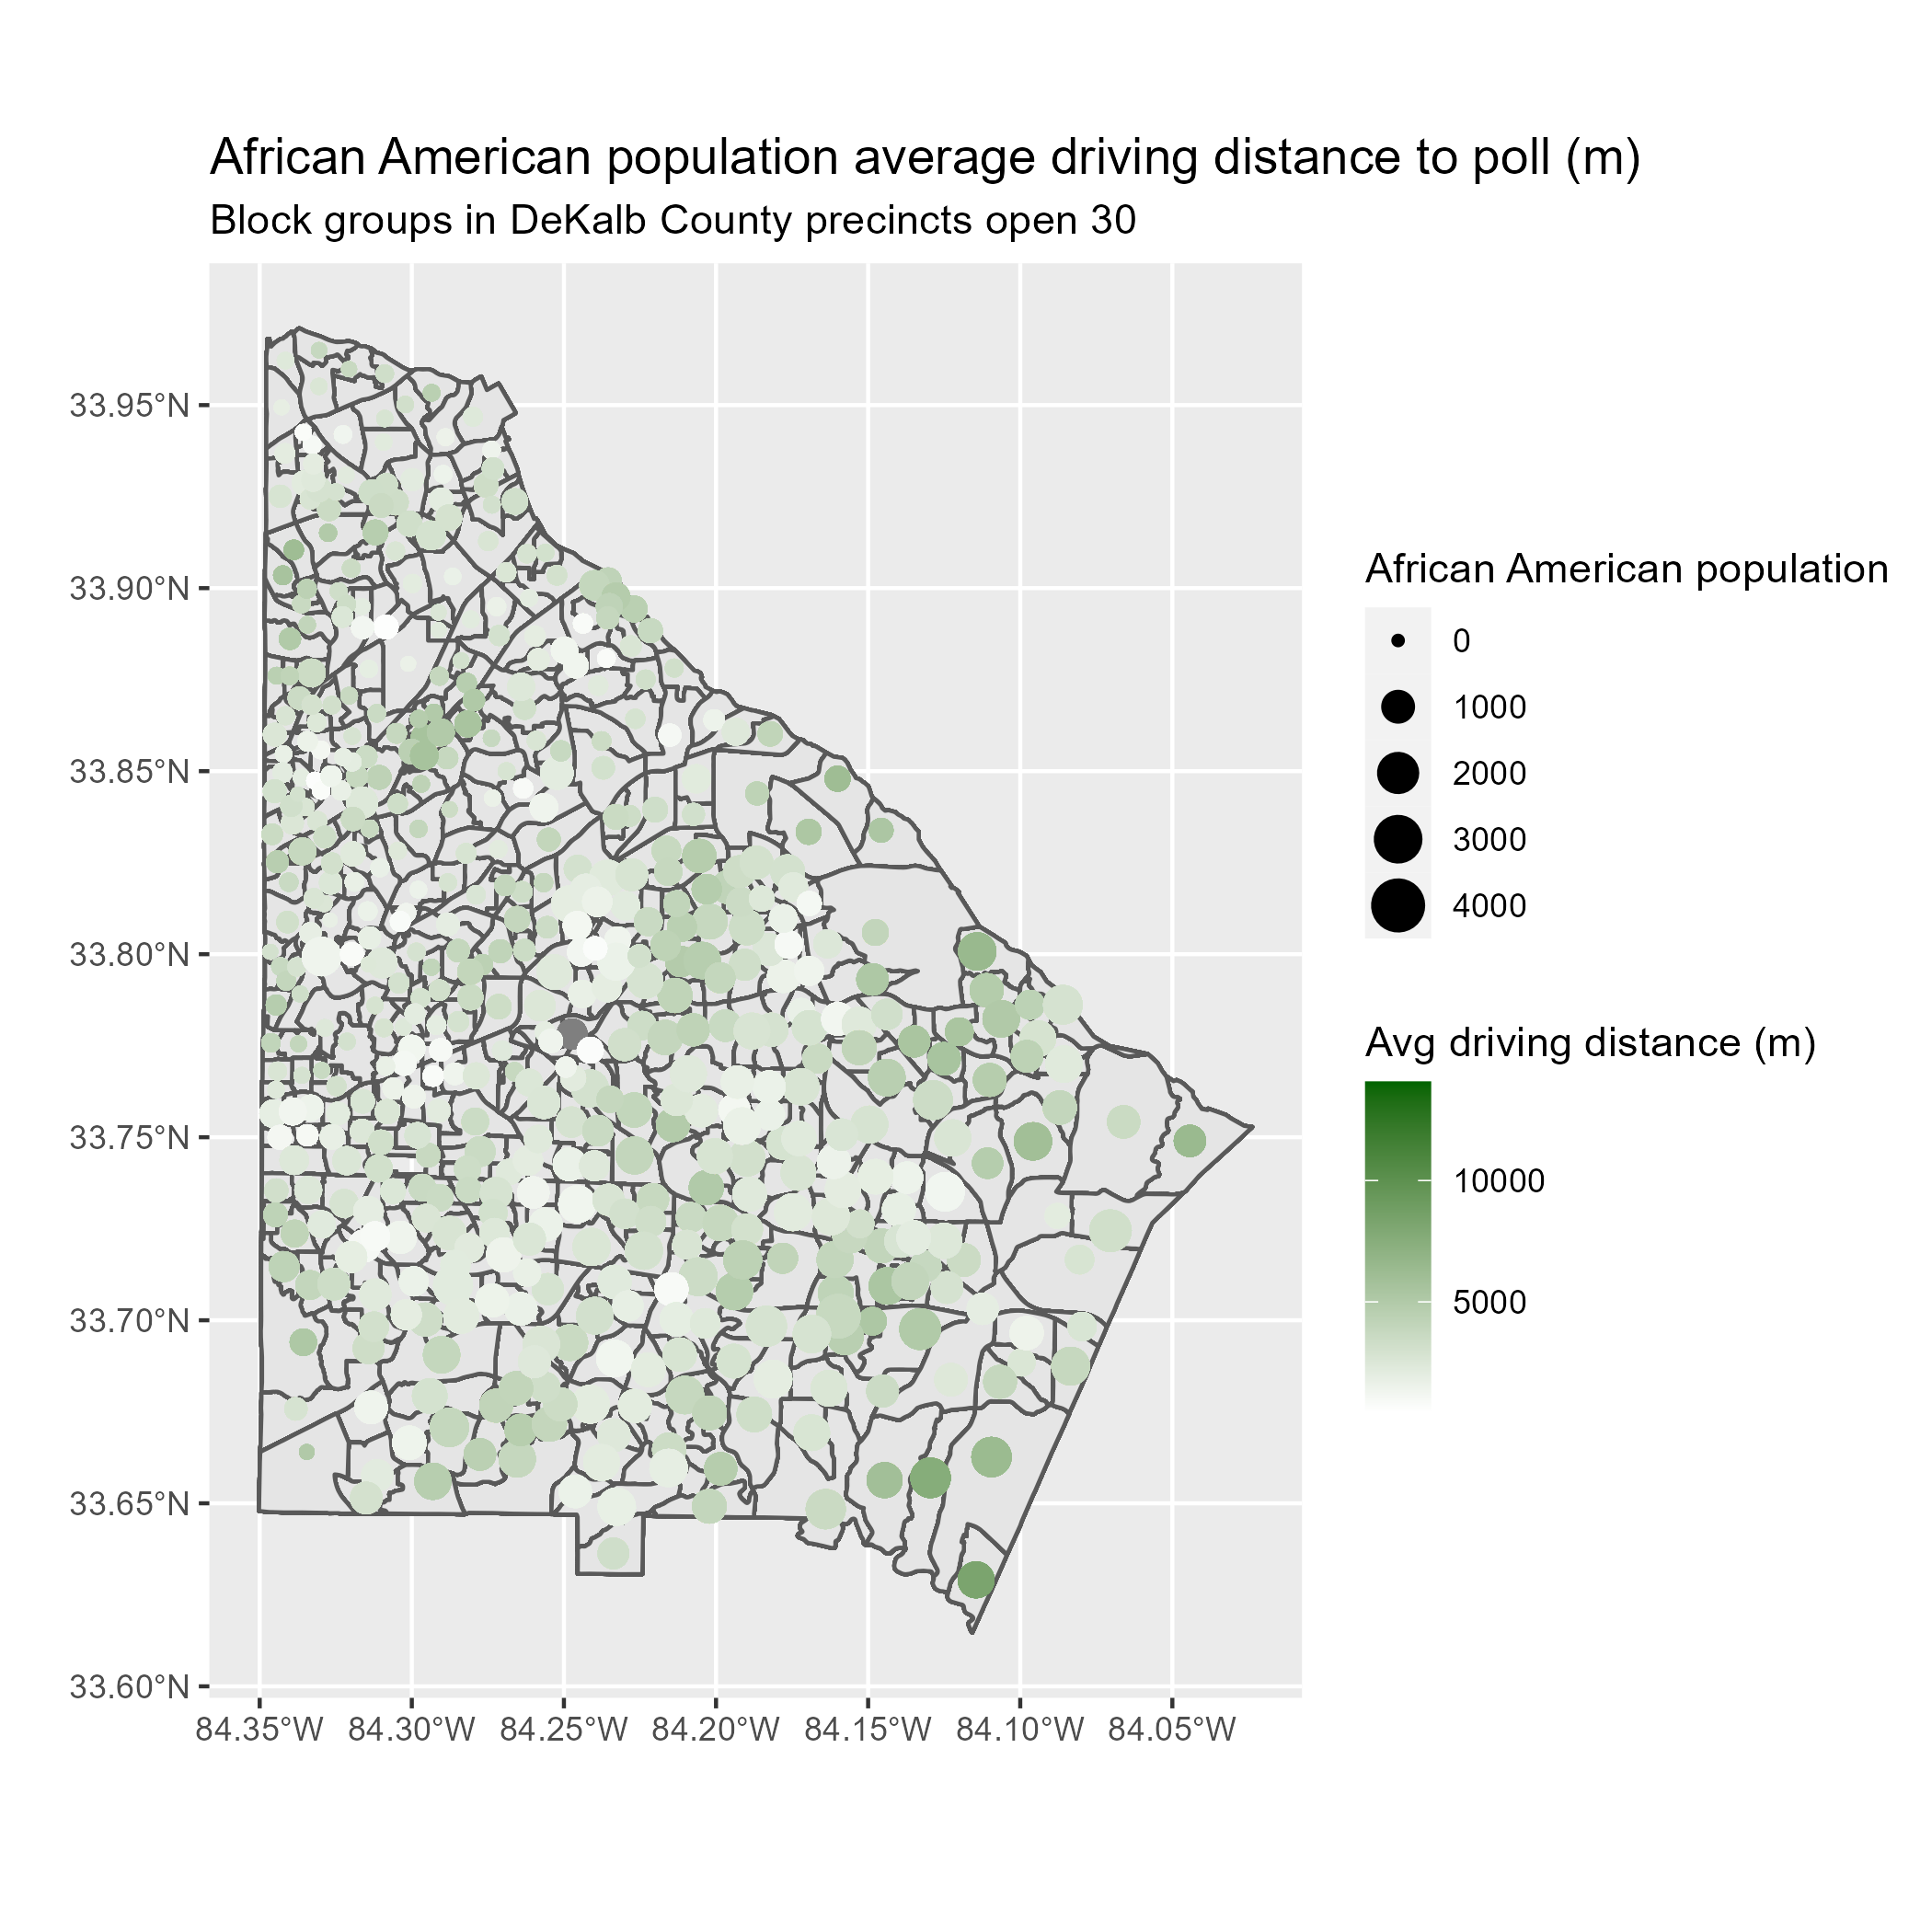 African American population average driving distance to poll (m)
Block groups in DeKalb County precincts open 30
33.95°N
33.90°N
33.85°N
33.80°N
33.75°N
33.70°N
33.65°N
33.60°N
84.35°W 84.30°W 84.25°W 84.20°W 84.15°W 84.10°W 84.05°W
African American population
0
1000
2000
3000
4000
Avg driving distance (m)
10000
5000